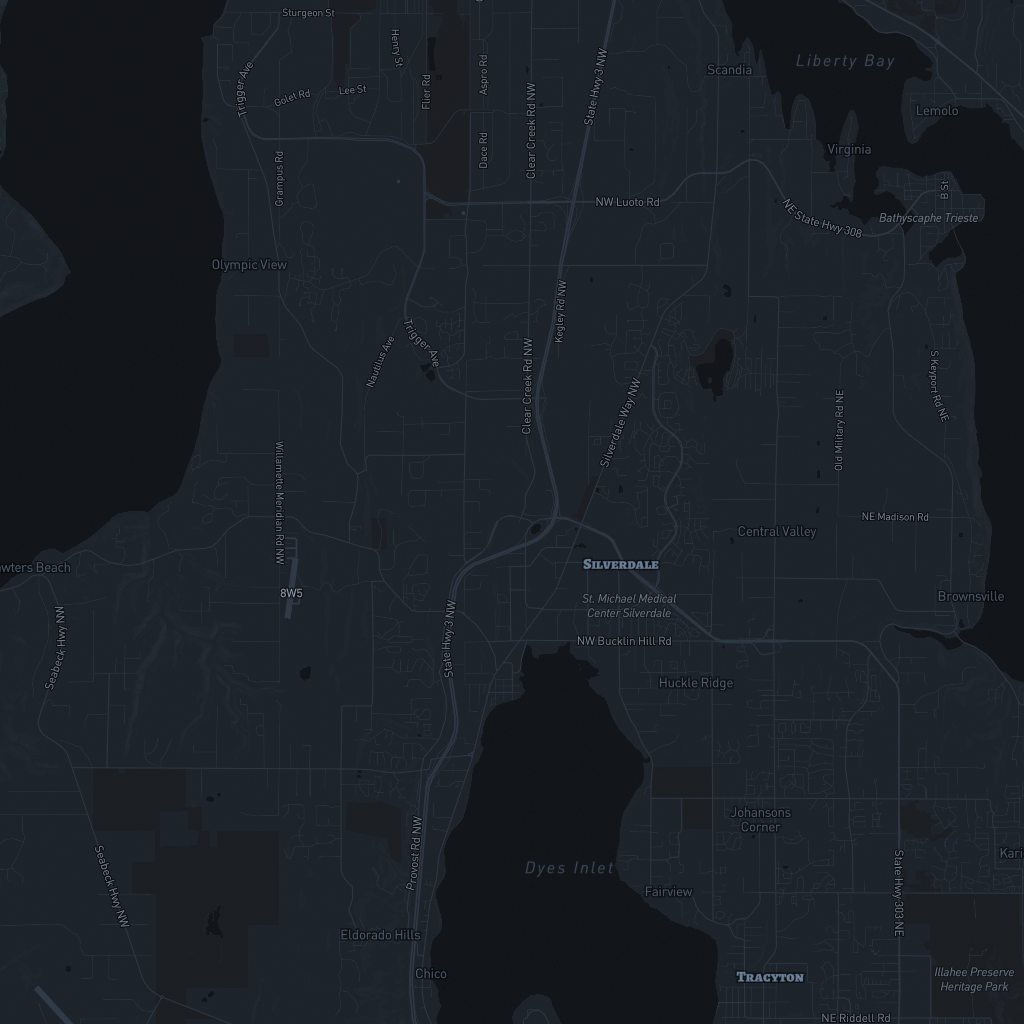 Sturgeon St
Henry St
Trigger Ave
Golet Rd
Lee St
Flier Rd
Aspro Rd
Clear Creek Rd NW
State Hwy 3 NW
Scandia
Liberty Bay
Lemolo
Virginia
Dace Rd
Grampus Rd
NW Luoto Rd
NE State Hwy 308
B St
Bathyscaphe Trieste
Olympic View
Kegley Rd NW
Trigger Ave
Nautilus Ave
Clear Creek Rd NW
Silverdale Way NW
S Keyport Rd NE
Old Military Rd NE
Willamette Meridian Rd NW
NE Madison Rd
Central Valley
awters Beach
Silverdale
8W5
St. Michael Medical
Center Silverdale
Brownsville
Seabeck Hwy NW
State Hwy 3 NW
NW Bucklin Hill Rd
Huckle Ridge
Johansons
Corner
Provost Rd NW
Seabeck Hwy NW
Dyes Inlet
State Hwy 303 NE
Kari
Fairview
Eldorado Hills
Chico
Tracyton
Illahee Preserve
Heritage Park
NE Riddell Rd